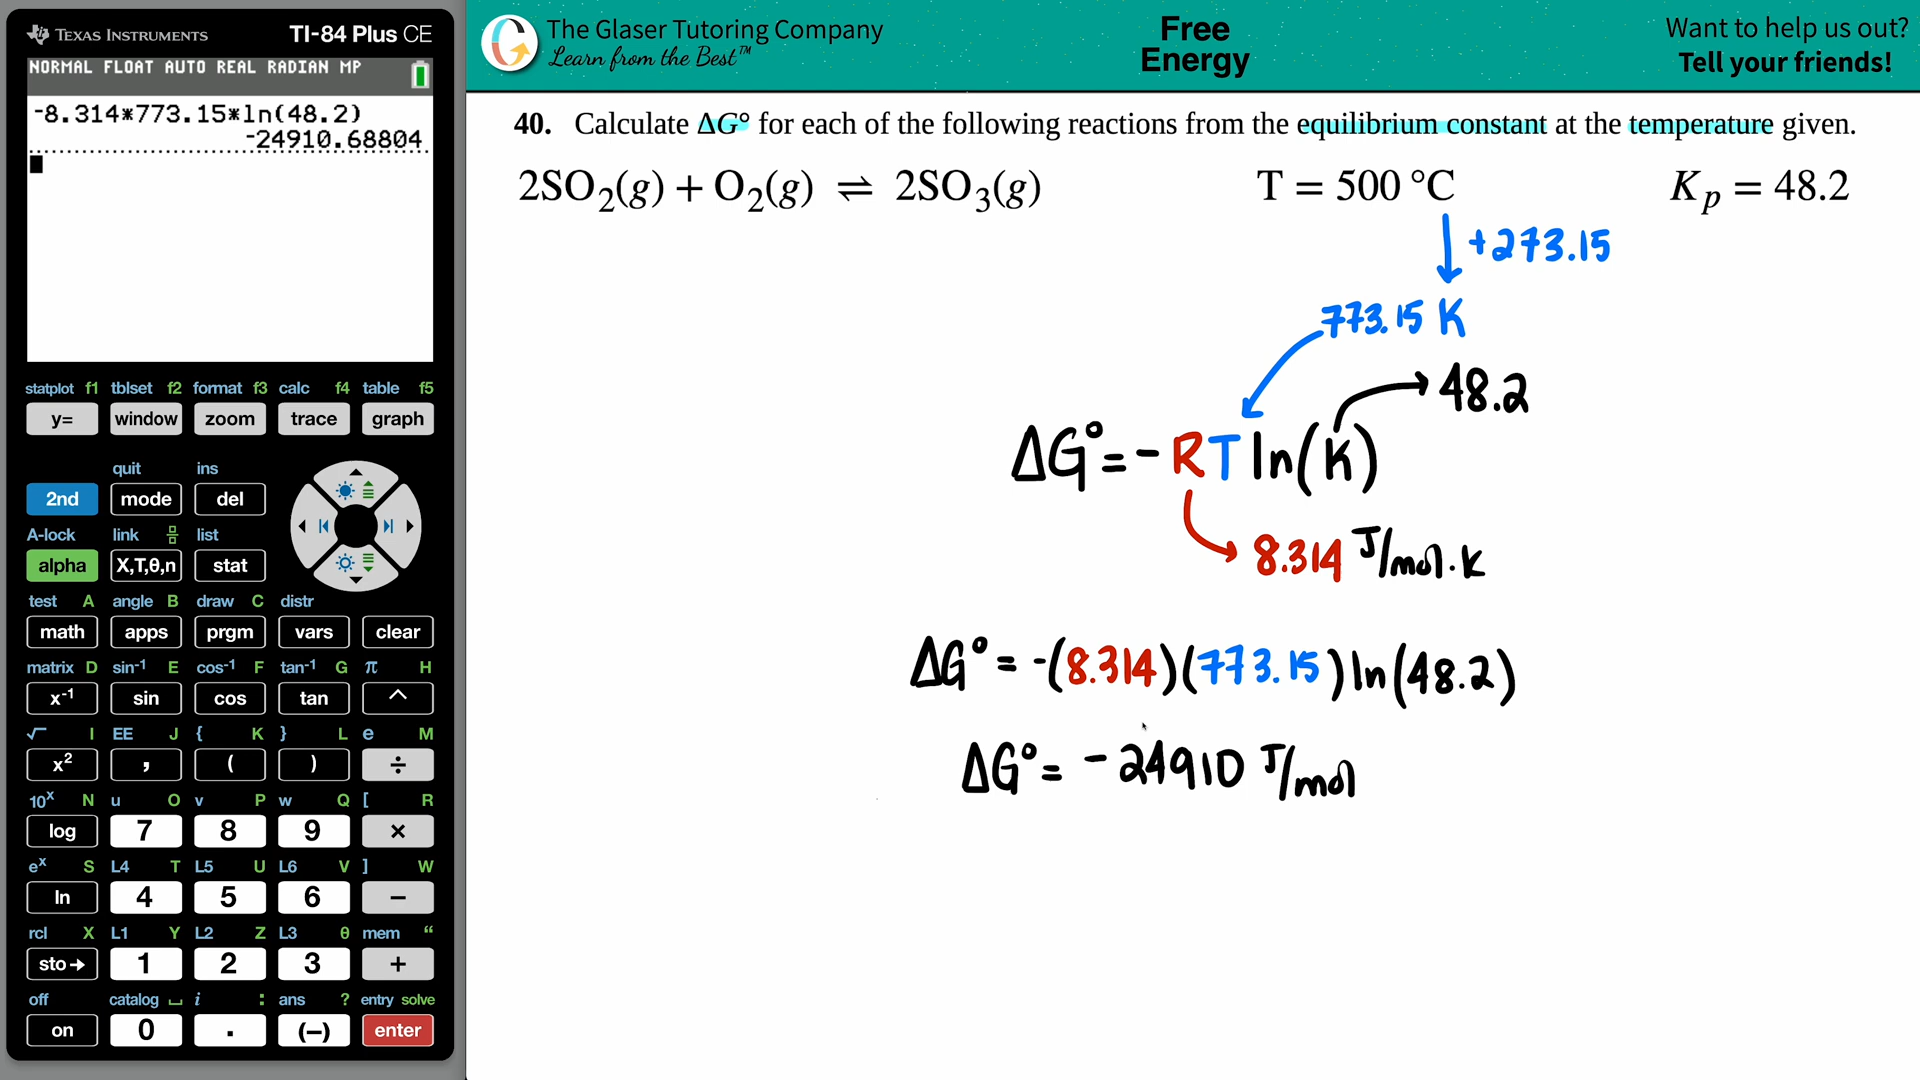 TEXAS INSTRUMENTS TI-84 Plus CE
NORMAL FLOAT AUTO REAL RADIAN MP
-8.314*773.15*ln(48.2)
-24910.68804
statplot f1 tblset f2 format f3 calc f4 table f5
y= window zoom trace graph
quit ins
2nd mode del
A-lock link list
alpha X,T,θ,n stat
test A angle B draw C distr
math apps prgm vars clear
matrix D sin⁻¹ E cos⁻¹ F tan⁻¹ G π H
x⁻¹ sin cos tan ^
√ I EE J { K } L e M
x² , ( ) ÷
10ˣ N u O v P w Q [ R
log 7 8 9 ×
eˣ S L4 T L5 U L6 V ] W
ln 4 5 6 −
rcl X L1 Y L2 Z L3 θ mem "
sto→ 1 2 3 +
off catalog ⎵ i : ans ? entry solve
on 0 . (−) enter
The Glaser Tutoring Company
Learn from the Best™
Free
Energy
Want to help us out?
Tell your friends!
40. Calculate ΔG° for each of the following reactions from the equilibrium constant at the temperature given.
2SO₂(g) + O₂(g) ⇌ 2SO₃(g) T = 500 °C Kₚ = 48.2
+273.15
773.15 K
48.2
ΔG° = -RT ln(K)
8.314 J/mol·K
ΔG° = -(8.314)(773.15) ln(48.2)
ΔG° = -24910 J/mol